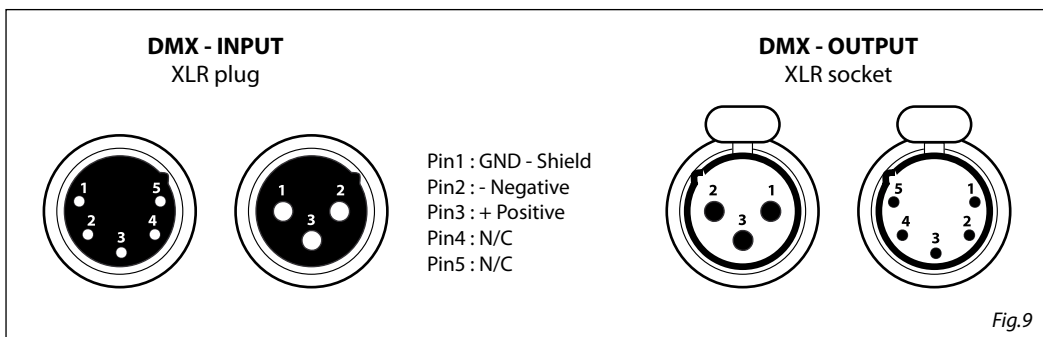 DMX - INPUT
XLR plug
DMX - OUTPUT
XLR socket
1 5
2 4
3
1 2
3
Pin1 : GND - Shield
Pin2 : - Negative
Pin3 : + Positive
Pin4 : N/C
Pin5 : N/C
2 1
3
5 1
4 2
3
Fig.9